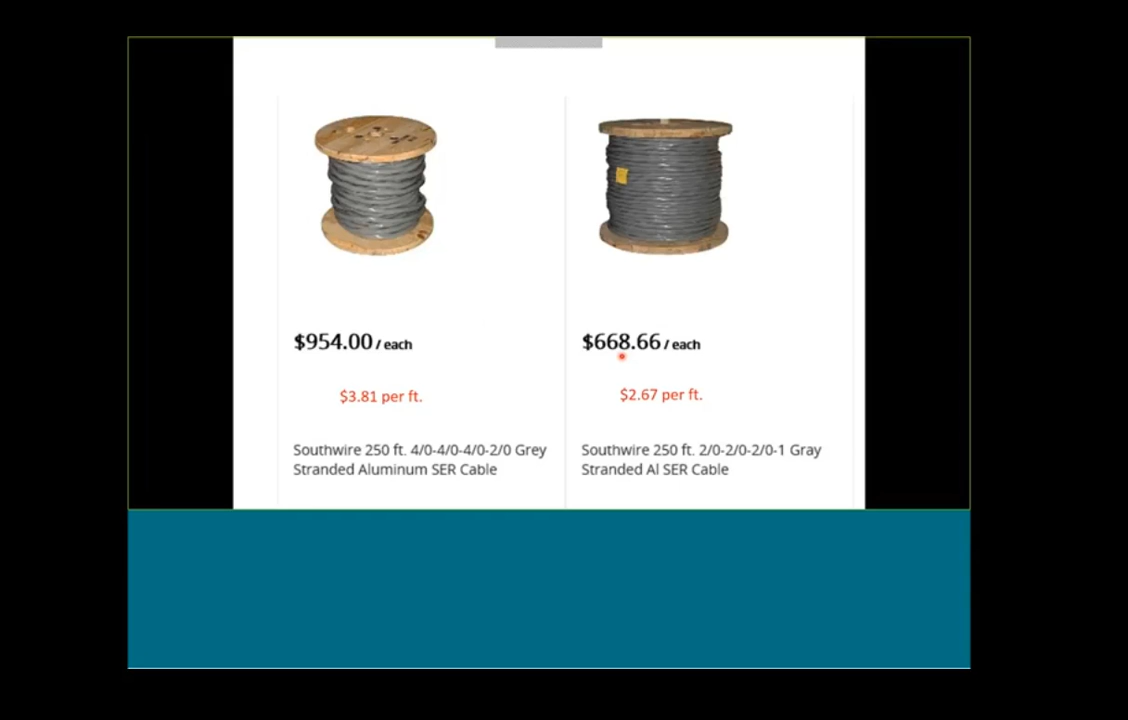 $954.00 / each
$3.81 per ft.
Southwire 250 ft. 4/0-4/0-4/0-2/0 Grey
Stranded Aluminum SER Cable
$668.66 / each
$2.67 per ft.
Southwire 250 ft. 2/0-2/0-2/0-1 Gray
Stranded Al SER Cable